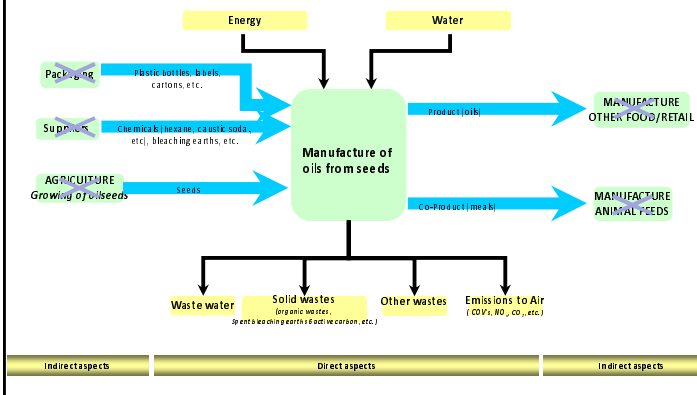 Energy
Water
Packaging
Plastic bottles, labels,
cartons, etc.
MANUFACTURE
OTHER FOOD/RETAIL
Product (oils)
Suppliers
Chemicals (hexane, caustic soda,
etc), bleaching earths, etc.
Manufacture of
oils from seeds
AGRICULTURE
Growing of oilseeds
Seeds
MANUFACTURE
ANIMAL FEEDS
Co-Product (meals)
Waste water
Solid wastes
(organic wastes,
Spent bleaching earths & active carbon, etc.)
Other wastes
Emissions to Air
( COV's, NOx, CO2, etc.)
Indirect aspects
Direct aspects
Indirect aspects